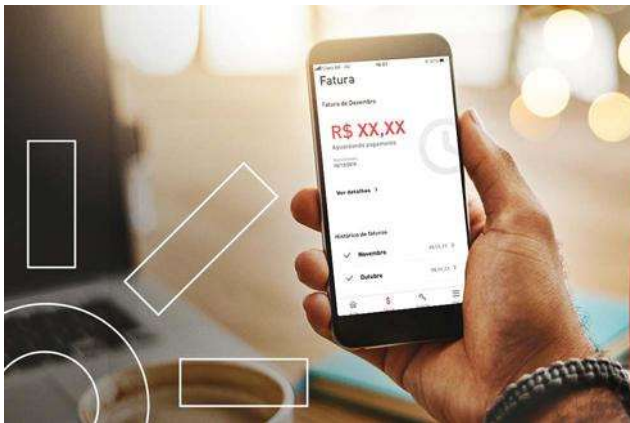 Fatura
Fatura de Dezembro
R$ XX,XX
Aguardando pagamento
Ver detalhes >
Histórico de faturas
Novembro
Outubro